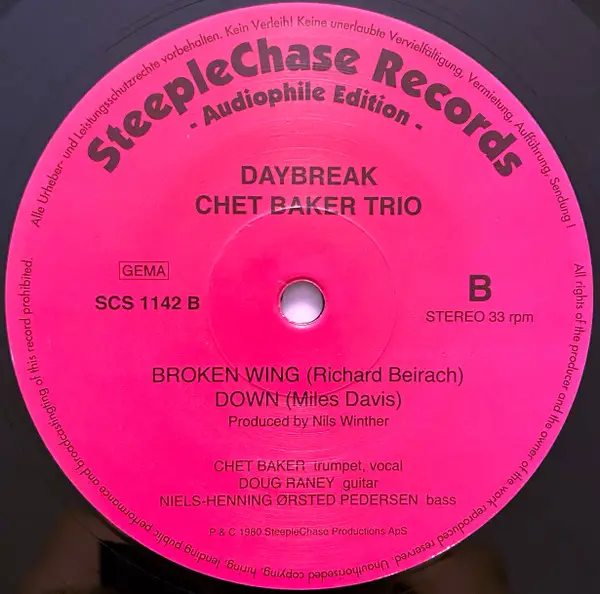 Alle Urheber- und Leistungsschutzrechte vorbehalten. Kein Verleih! Keine unerlaubte Vervielfältigung, Vermietung, Aufführung, Sendung !
SteepleChase Records
- Audiophile Edition -
DAYBREAK
CHET BAKER TRIO
GEMA
SCS 1142 B
B
STEREO 33 rpm
BROKEN WING (Richard Beirach)
DOWN (Miles Davis)
Produced by Nils Winther
CHET BAKER trumpet, vocal
DOUG RANEY guitar
NIELS-HENNING ØRSTED PEDERSEN bass
P & C 1980 SteepleChase Productions ApS
All rights of the producer and the owner of the work reproduced reserved. Unauthorised copying, hiring, lending public performance and broadcasting of this record prohibited.